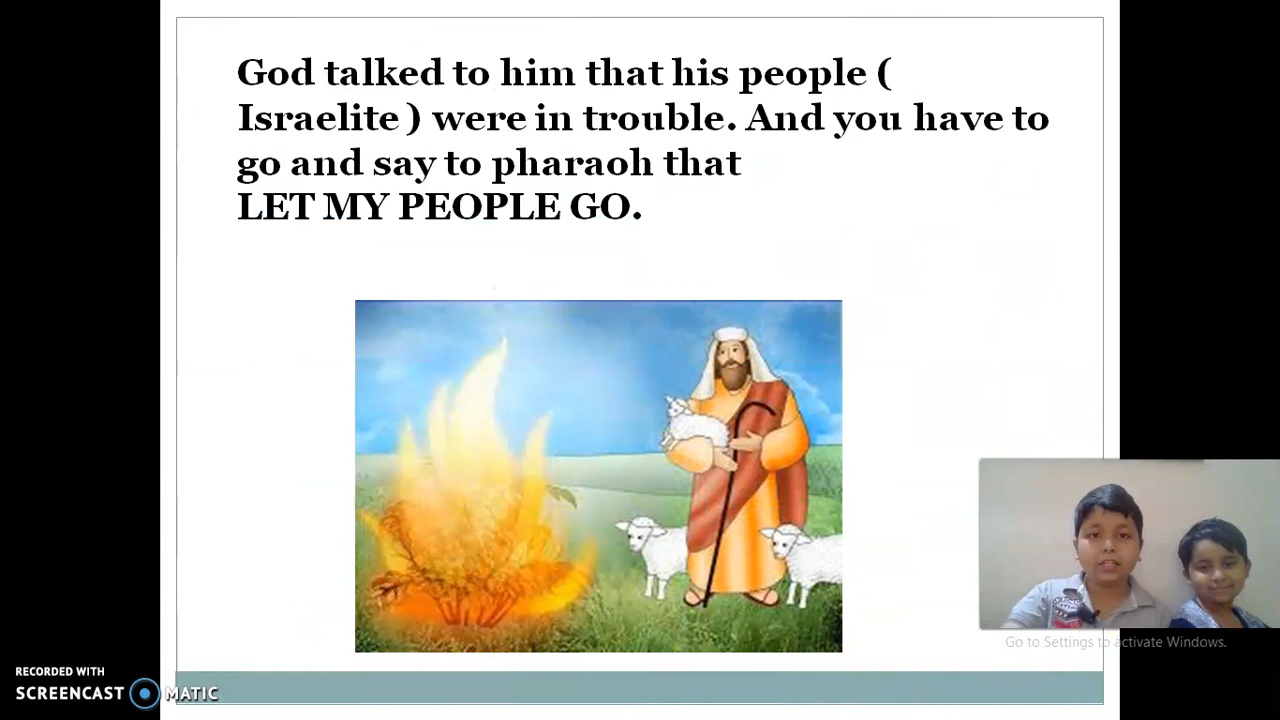 God talked to him that his people (
Israelite ) were in trouble. And you have to
go and say to pharaoh that
LET MY PEOPLE GO.
Go to Settings to activate Windows.
RECORDED WITH
SCREENCAST MATIC